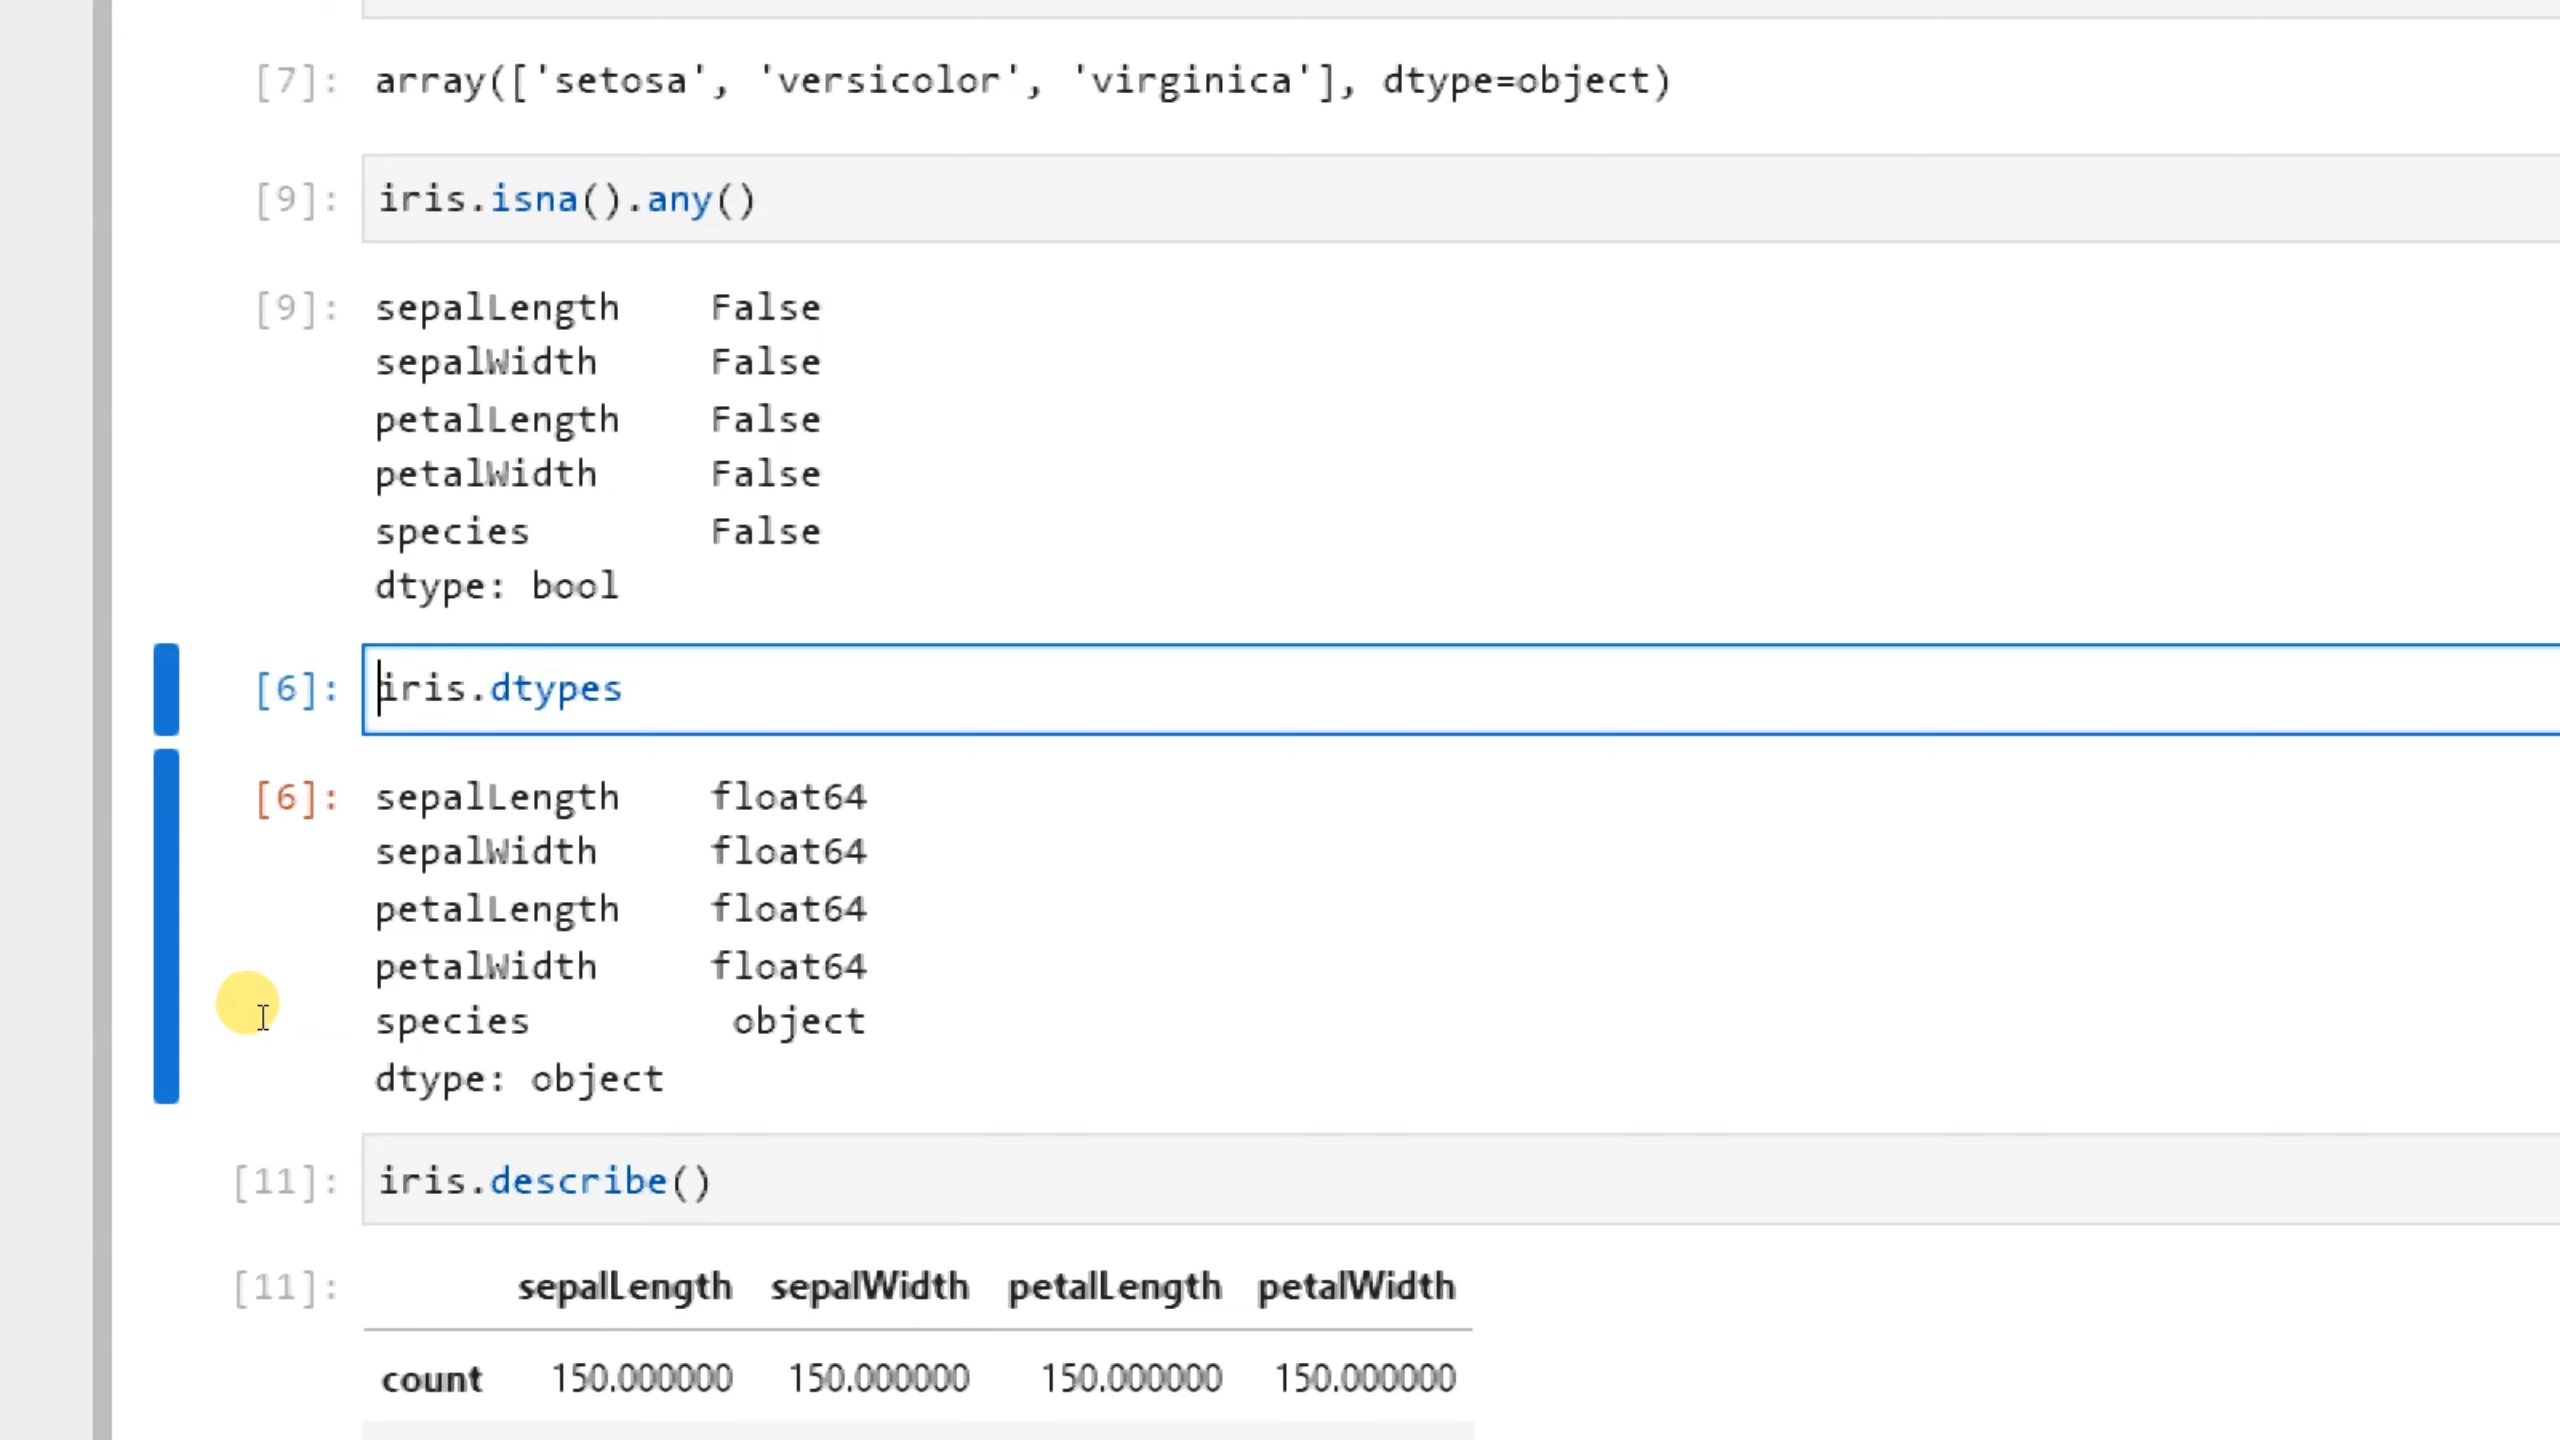 [7]: array(['setosa', 'versicolor', 'virginica'], dtype=object)
[9]: iris.isna().any()
[9]: sepalLength False
sepalWidth False
petalLength False
petalWidth False
species False
dtype: bool
[6]: iris.dtypes
[6]: sepalLength float64
sepalWidth float64
petalLength float64
petalWidth float64
species object
dtype: object
[11]: iris.describe()
[11]: sepalLength sepalWidth petalLength petalWidth
count 150.000000 150.000000 150.000000 150.000000